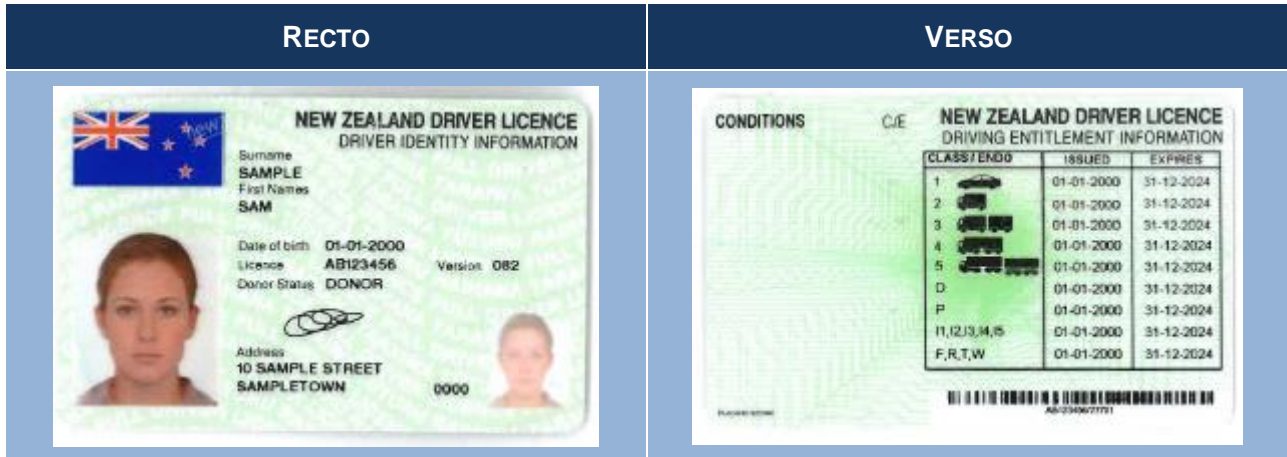 RECTO
VERSO
NEW ZEALAND DRIVER LICENCE
DRIVER IDENTITY INFORMATION
Surname
SAMPLE
First Names
SAM
Date of birth 01-01-2000
Licence AB123456 Version 082
Donor Status DONOR
Address
10 SAMPLE STREET
SAMPLETOWN 0000
CONDITIONS C/E NEW ZEALAND DRIVER LICENCE
DRIVING ENTITLEMENT INFORMATION
CLASS / ENDO ISSUED EXPIRES
1 01-01-2000 31-12-2024
2 01-01-2000 31-12-2024
3 01-01-2000 31-12-2024
4 01-01-2000 31-12-2024
5 01-01-2000 31-12-2024
D 01-01-2000 31-12-2024
P 01-01-2000 31-12-2024
I1,I2,I3,I4,I5 01-01-2000 31-12-2024
F,R,T,W 01-01-2000 31-12-2024